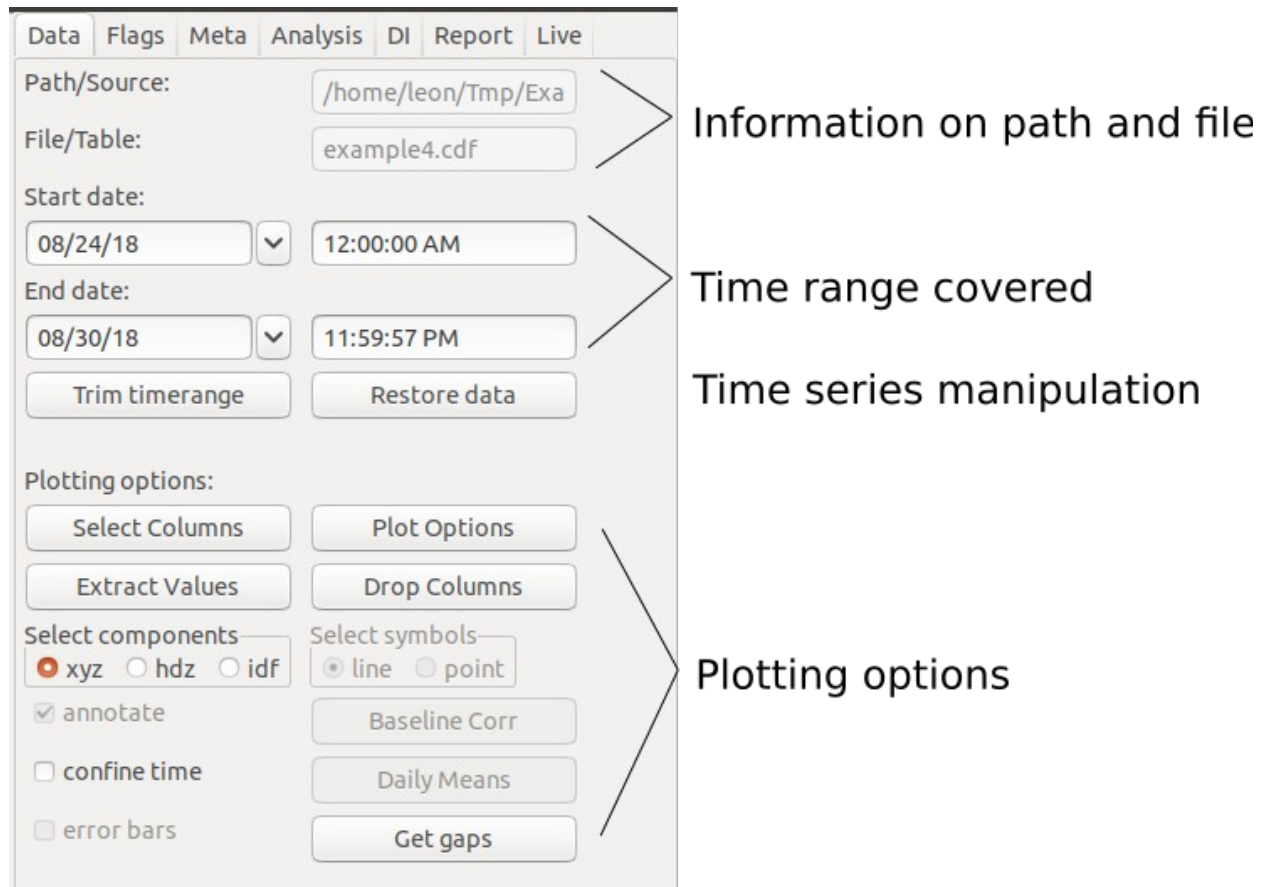 Data Flags Meta Analysis DI Report Live
Path/Source: /home/leon/Tmp/Exa
Information on path and file
File/Table: example4.cdf
Start date:
08/24/18 12:00:00 AM
Time range covered
End date:
08/30/18 11:59:57 PM
Trim timerange Restore data
Time series manipulation
Plotting options:
Select Columns Plot Options
Extract Values Drop Columns
Select components Select symbols
xyz hdz idf line point
Plotting options
annotate Baseline Corr
confine time Daily Means
error bars Get gaps